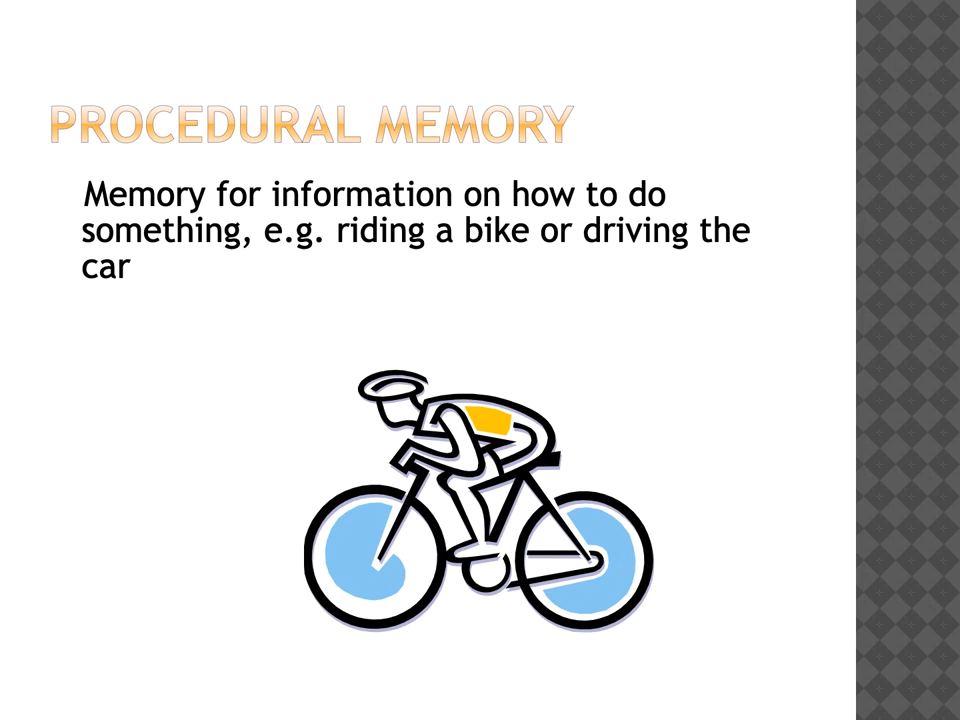 PROCEDURAL MEMORY
Memory for information on how to do
something, e.g. riding a bike or driving the
car